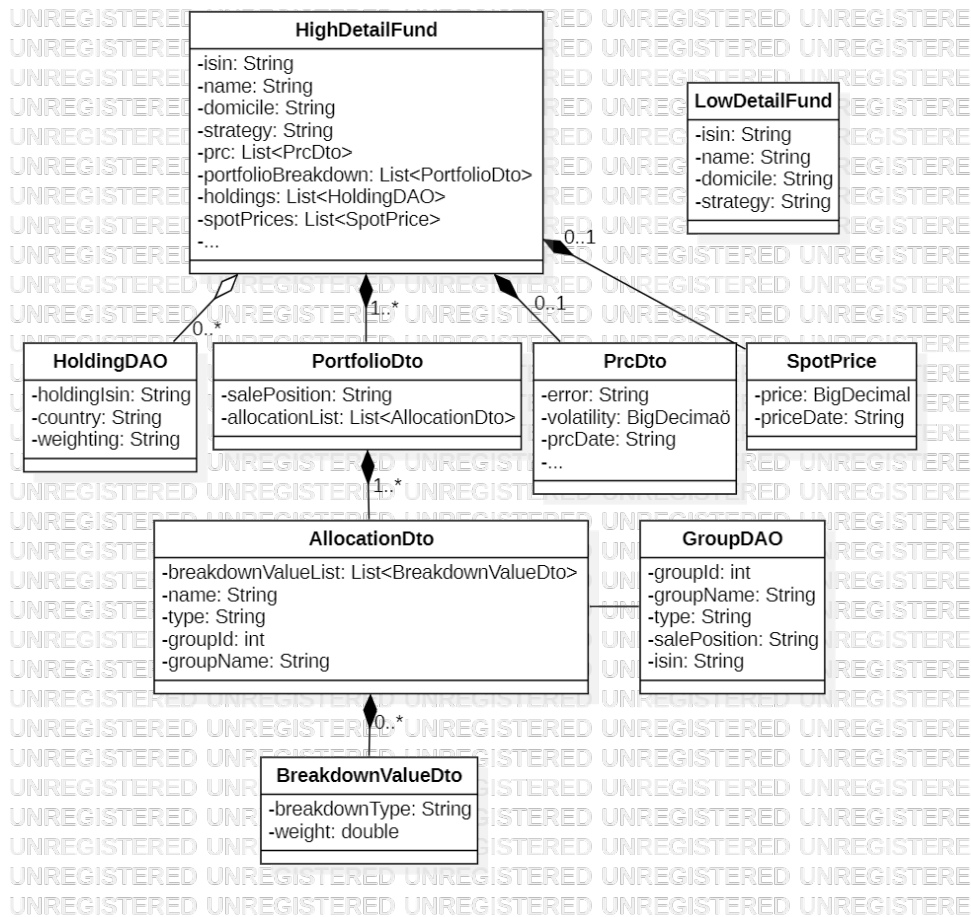 HighDetailFund
-isin: String
-name: String
-domicile: String
-strategy: String
-prc: List<PrcDto>
-portfolioBreakdown: List<PortfolioDto>
-holdings: List<HoldingDAO>
-spotPrices: List<SpotPrice>
-...
LowDetailFund
-isin: String
-name: String
-domicile: String
-strategy: String
0..1
0..*
1..*
0..1
HoldingDAO
-holdingIsin: String
-country: String
-weighting: String
PortfolioDto
-salePosition: String
-allocationList: List<AllocationDto>
PrcDto
-error: String
-volatility: BigDecimaö
-prcDate: String
-...
SpotPrice
-price: BigDecimal
-priceDate: String
1..*
AllocationDto
-breakdownValueList: List<BreakdownValueDto>
-name: String
-type: String
-groupId: int
-groupName: String
GroupDAO
-groupId: int
-groupName: String
-type: String
-salePosition: String
-isin: String
0..*
BreakdownValueDto
-breakdownType: String
-weight: double
UNREGISTERED